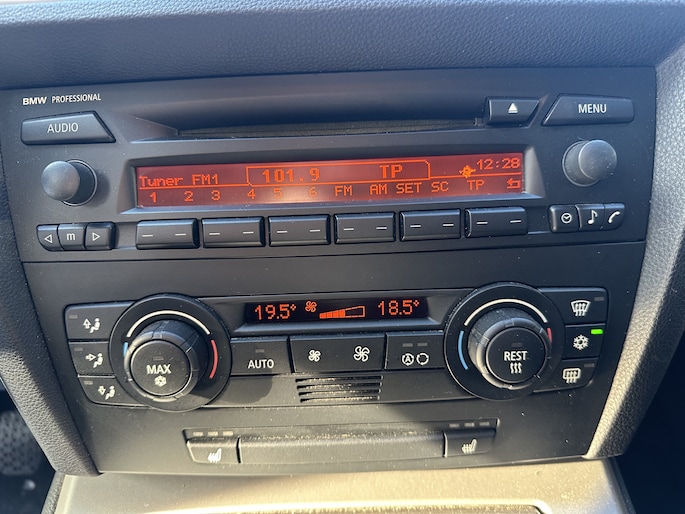 BMW PROFESSIONAL
AUDIO
MENU
Tuner FM1 101.9 TP 12:28
1 2 3 4 5 6 FM AM SET SC TP
m
19.5° 18.5°
MAX
AUTO
A
REST